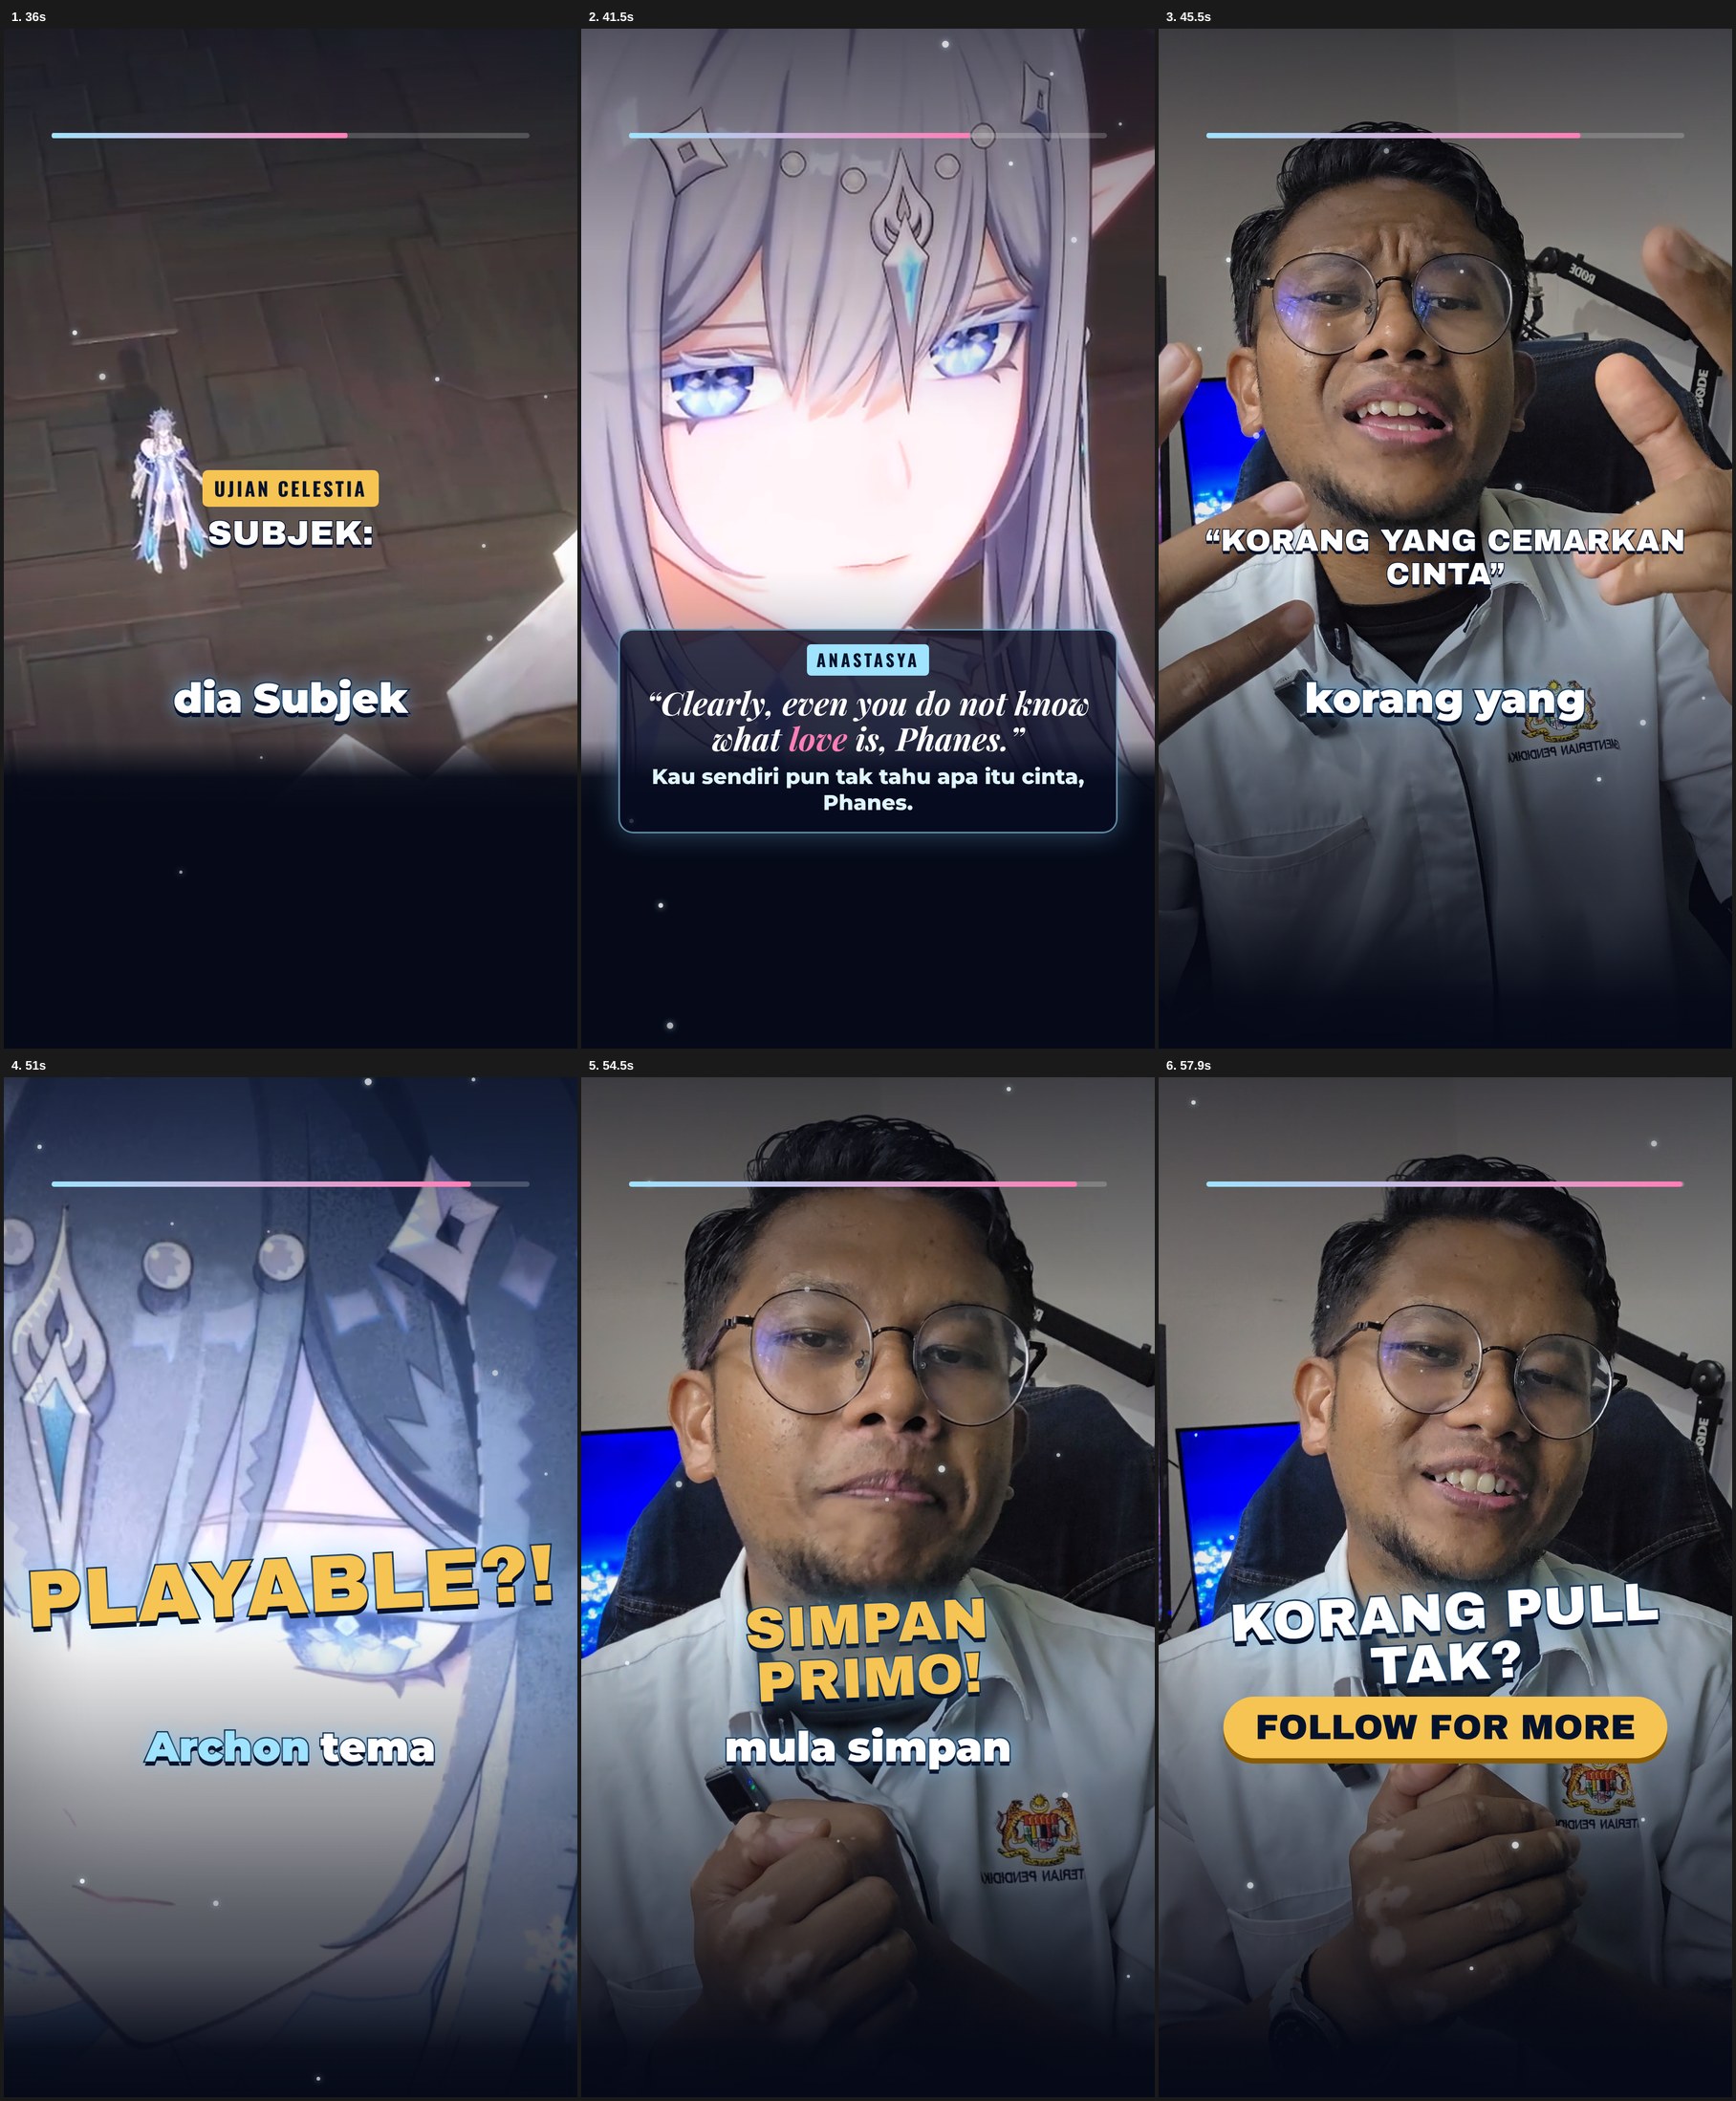 1. 36s
UJIAN CELESTIA
SUBJEK:
dia Subjek
2. 41.5s
ANASTASYA
“Clearly, even you do not know
what love is, Phanes.”
Kau sendiri pun tak tahu apa itu cinta,
Phanes.
3. 45.5s
RODE
RODE
“KORANG YANG CEMARKAN
CINTA”
korang yang
4. 51s
PLAYABLE?!
Archon tema
5. 54.5s
SIMPAN
PRIMO!
mula simpan
6. 57.9s
RODE
KORANG PULL
TAK?
FOLLOW FOR MORE